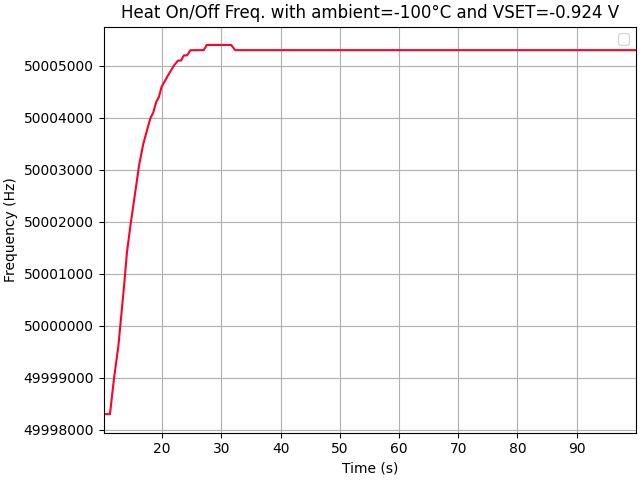 Heat On/Off Freq. with ambient=-100°C and VSET=-0.924 V
50005000
50004000
50003000
50002000
50001000
50000000
49999000
49998000
Frequency (Hz)
20 30 40 50 60 70 80 90
Time (s)